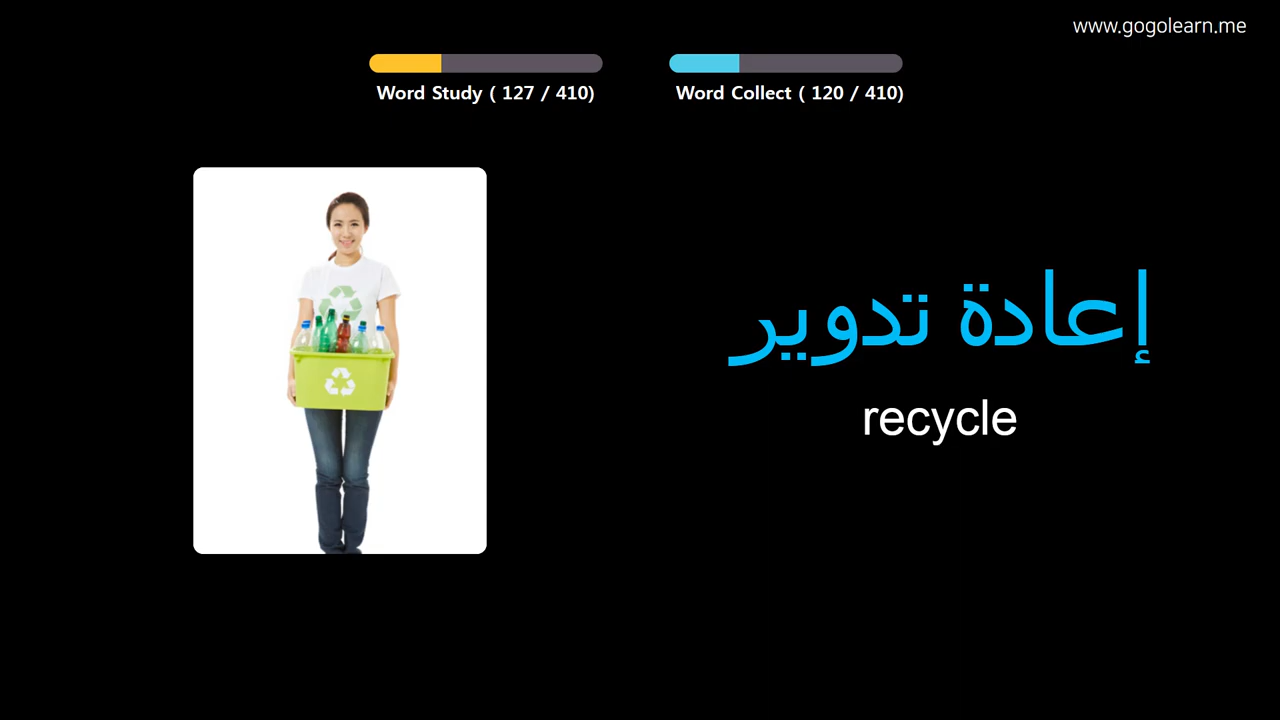 www.gogolearn.me
Word Study ( 127 / 410)
Word Collect ( 120 / 410)
إعادة تدوير
recycle